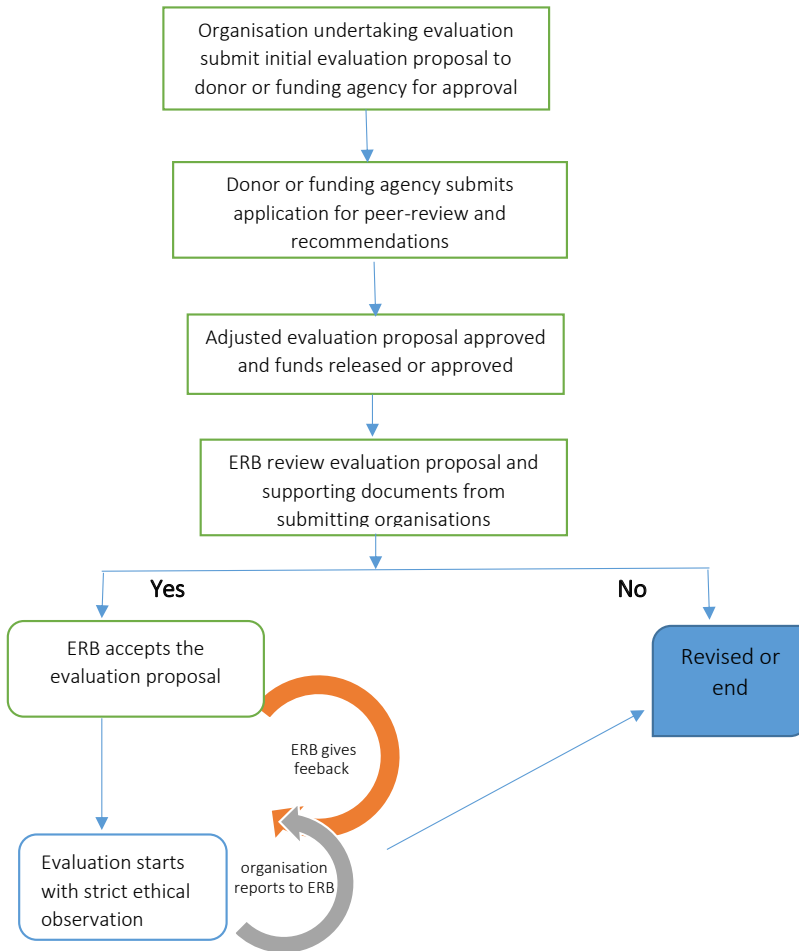 Organisation undertaking evaluation
submit initial evaluation proposal to
donor or funding agency for approval
Donor or funding agency submits
application for peer-review and
recommendations
Adjusted evaluation proposal approved
and funds released or approved
ERB review evaluation proposal and
supporting documents from
submitting organisations
Yes
No
ERB accepts the
evaluation proposal
Revised or
end
ERB gives
feeback
Evaluation starts
with strict ethical
observation
organisation
reports to ERB